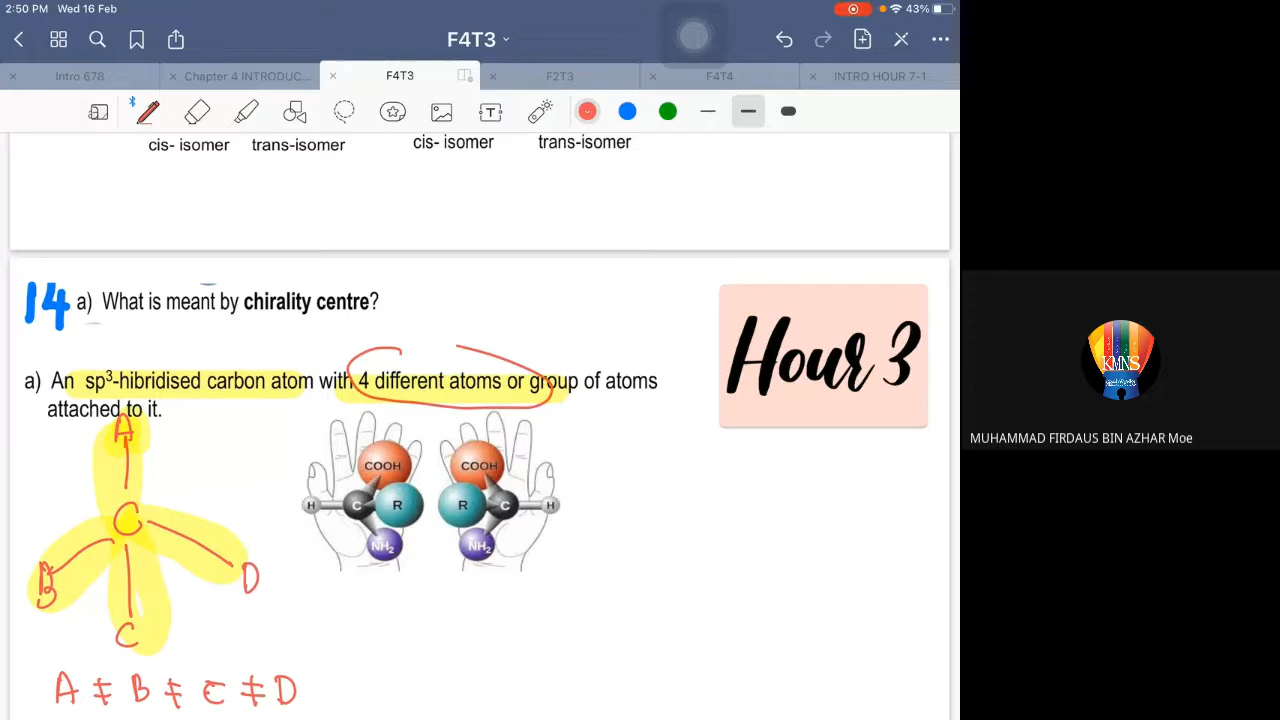 2:50 PM Wed 16 Feb
43%
F4T3
Intro 678
Chapter 4 INTRODUC...
F4T3
F2T3
F4T4
INTRO HOUR 7-1
T
cis- isomer trans-isomer cis- isomer trans-isomer
14 a) What is meant by chirality centre?
Hour 3
a) An sp³-hibridised carbon atom with 4 different atoms or group of atoms
attached to it.
A
C
B
D
C
COOH COOH
H C R R C H
NH₂ NH₂
A ≠ B ≠ C ≠ D
KMNS
MUHAMMAD FIRDAUS BIN AZHAR Moe